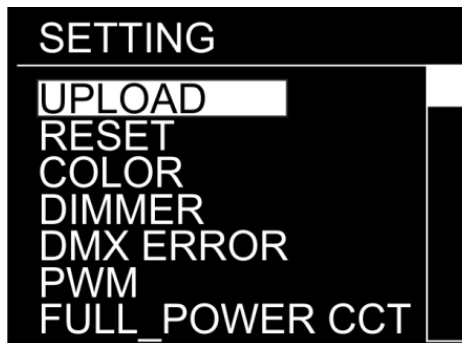 SETTING
UPLOAD
RESET
COLOR
DIMMER
DMX ERROR
PWM
FULL_POWER CCT